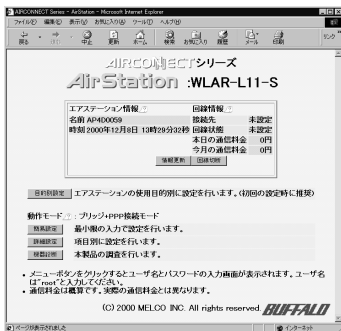 AIRCONNECT Series - AirStation - Microsoft Internet Explorer
ファイル(F) 編集(E) 表示(V) お気に入り(A) ツール(T) ヘルプ(H)
戻る 中止 更新 ホーム 検索 お気に入り 履歴 メール 印刷 リンク
AIRCONNECTシリーズ
AirStation :WLAR-L11-S
エアステーション情報 回線情報
名前 AP4D0059 接続先 未設定
時刻 2000年12月8日 13時29分32秒 回線状態 未設定
本日の通信料金 0円
今月の通信料金 0円
情報更新 回線切断
目的別設定 エアステーションの使用目的別に設定を行います。(初回の設定時に推奨)
動作モード : ブリッジ+PPP接続モード
簡易設定 最小限の入力で設定を行います。
詳細設定 項目別に設定を行います。
機器診断 本製品の調査を行います。
• メニューボタンをクリックするとユーザ名とパスワードの入力画面が表示されます。ユーザ名
は"root"と入力してください。
• 通信料金は概算です。実際の通信料金とは異なります。
(C) 2000 MELCO INC. All rights reserved. BUFFALO
ページが表示されました インターネット